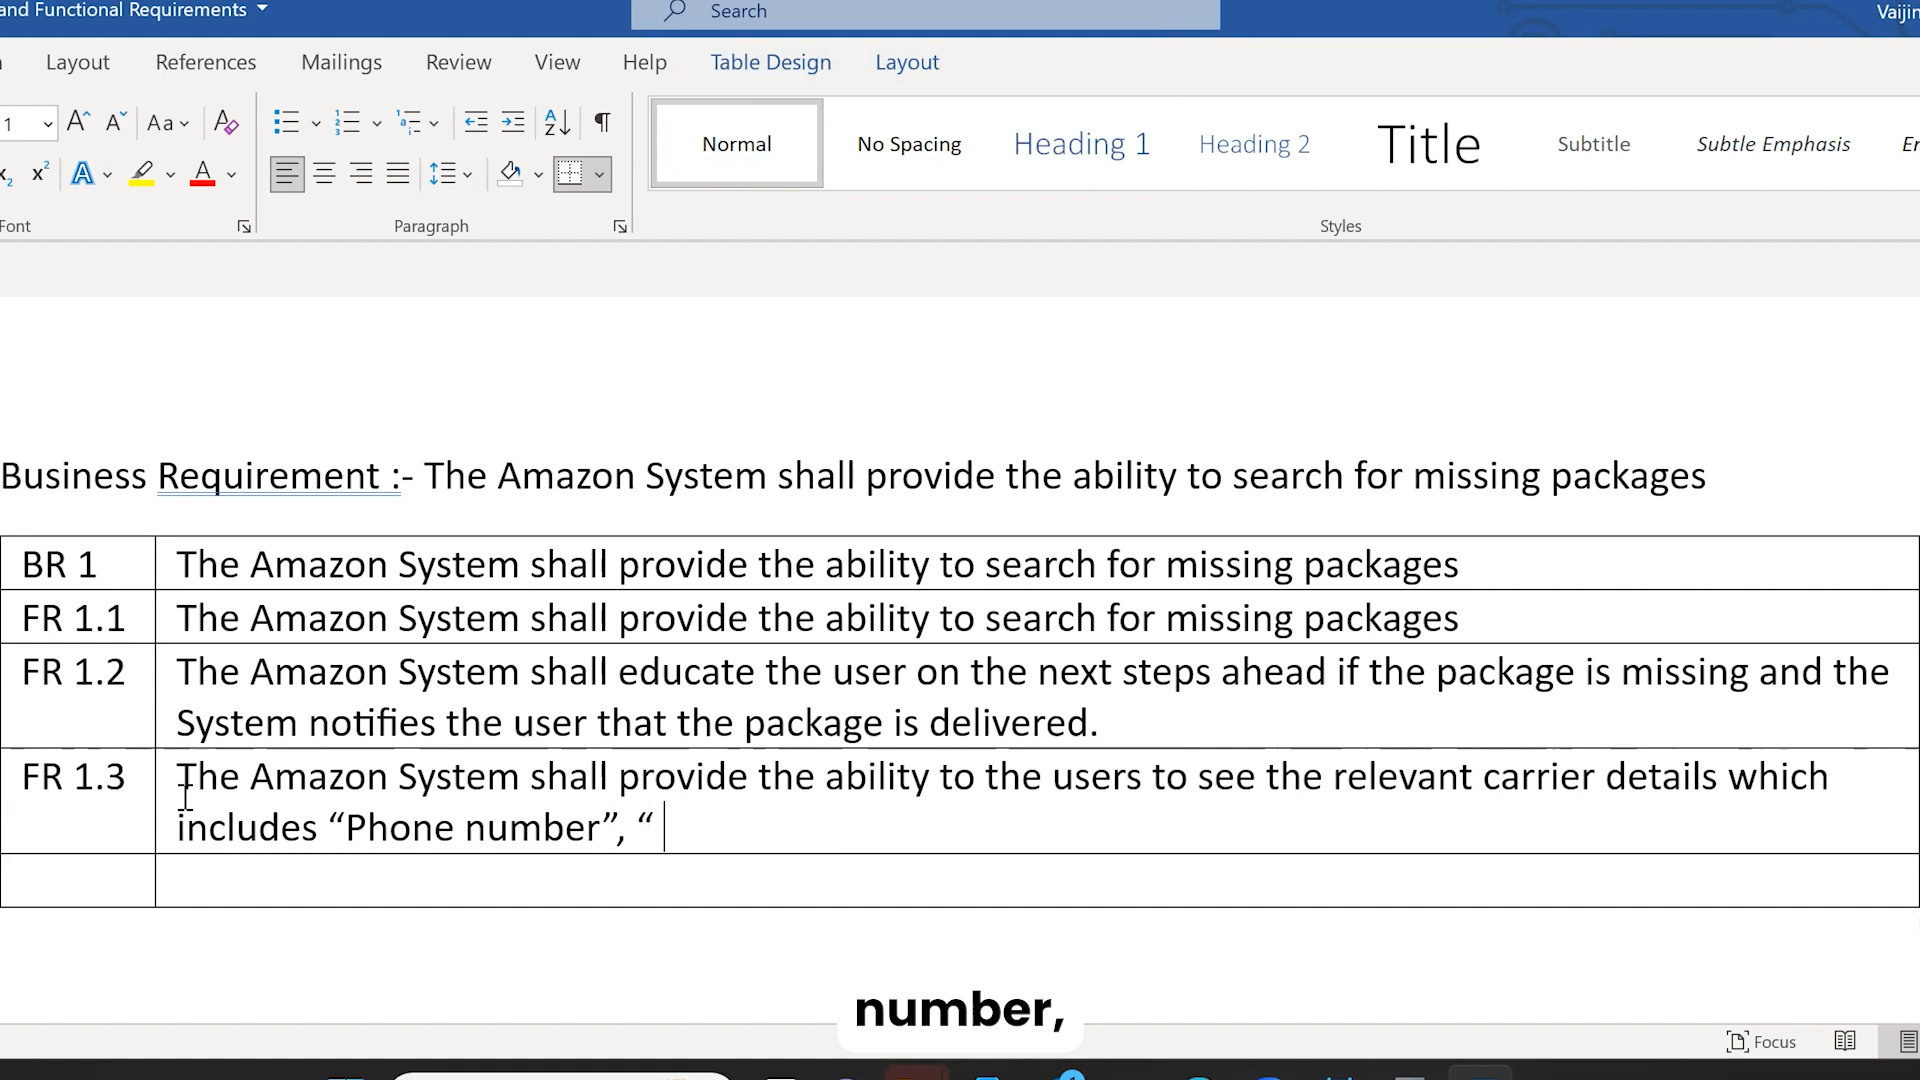 and Functional Requirements
Search
Vaijin
Layout References Mailings Review View Help Table Design Layout
1 Aa
Normal No Spacing Heading 1 Heading 2 Title Subtitle Subtle Emphasis
Font Paragraph Styles
Business Requirement :- The Amazon System shall provide the ability to search for missing packages
BR 1 The Amazon System shall provide the ability to search for missing packages
FR 1.1 The Amazon System shall provide the ability to search for missing packages
FR 1.2 The Amazon System shall educate the user on the next steps ahead if the package is missing and the
System notifies the user that the package is delivered.
FR 1.3 The Amazon System shall provide the ability to the users to see the relevant carrier details which
includes “Phone number”, “
number,
Focus